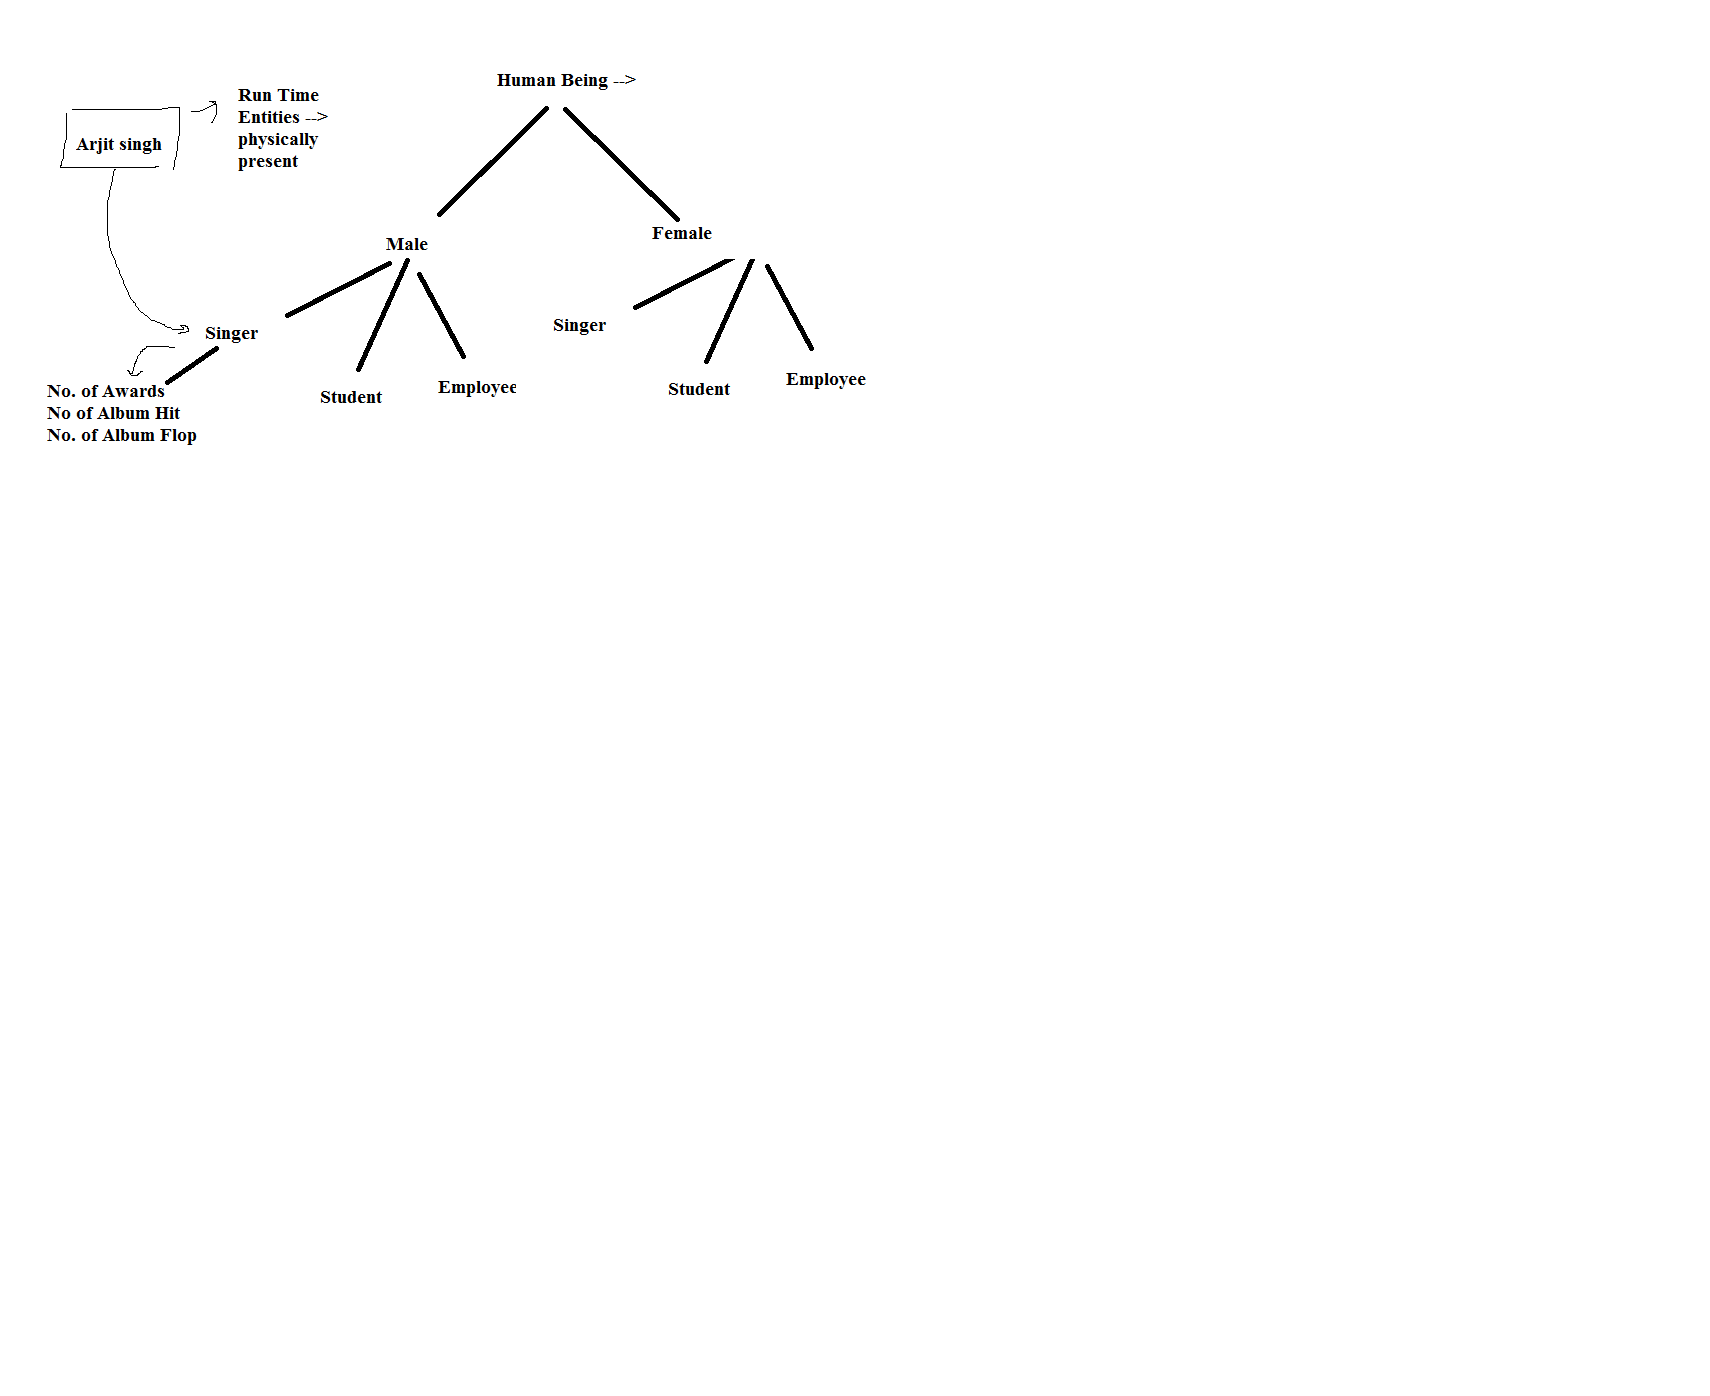 Human Being -->
Run Time
Entities -->
physically
present
Arjit singh
Male
Female
Singer
Student
Employee
Singer
Student
Employee
No. of Awards
No of Album Hit
No. of Album Flop